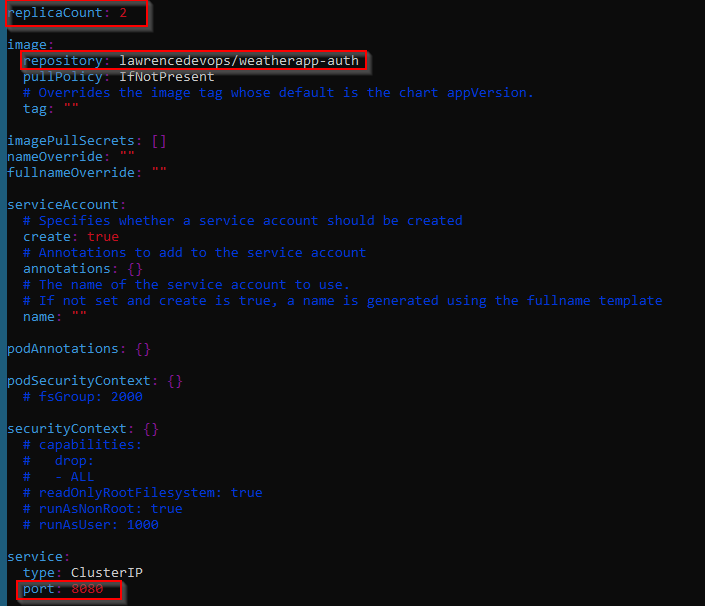 replicaCount: 2
image:
  repository: lawrencedevops/weatherapp-auth
  pullPolicy: IfNotPresent
  # Overrides the image tag whose default is the chart appVersion.
  tag: ""
imagePullSecrets: []
nameOverride: ""
fullnameOverride: ""
serviceAccount:
  # Specifies whether a service account should be created
  create: true
  # Annotations to add to the service account
  annotations: {}
  # The name of the service account to use.
  # If not set and create is true, a name is generated using the fullname template
  name: ""
podAnnotations: {}
podSecurityContext: {}
  # fsGroup: 2000
securityContext: {}
  # capabilities:
  #   drop:
  #   - ALL
  # readOnlyRootFilesystem: true
  # runAsNonRoot: true
  # runAsUser: 1000
service:
  type: ClusterIP
  port: 8080